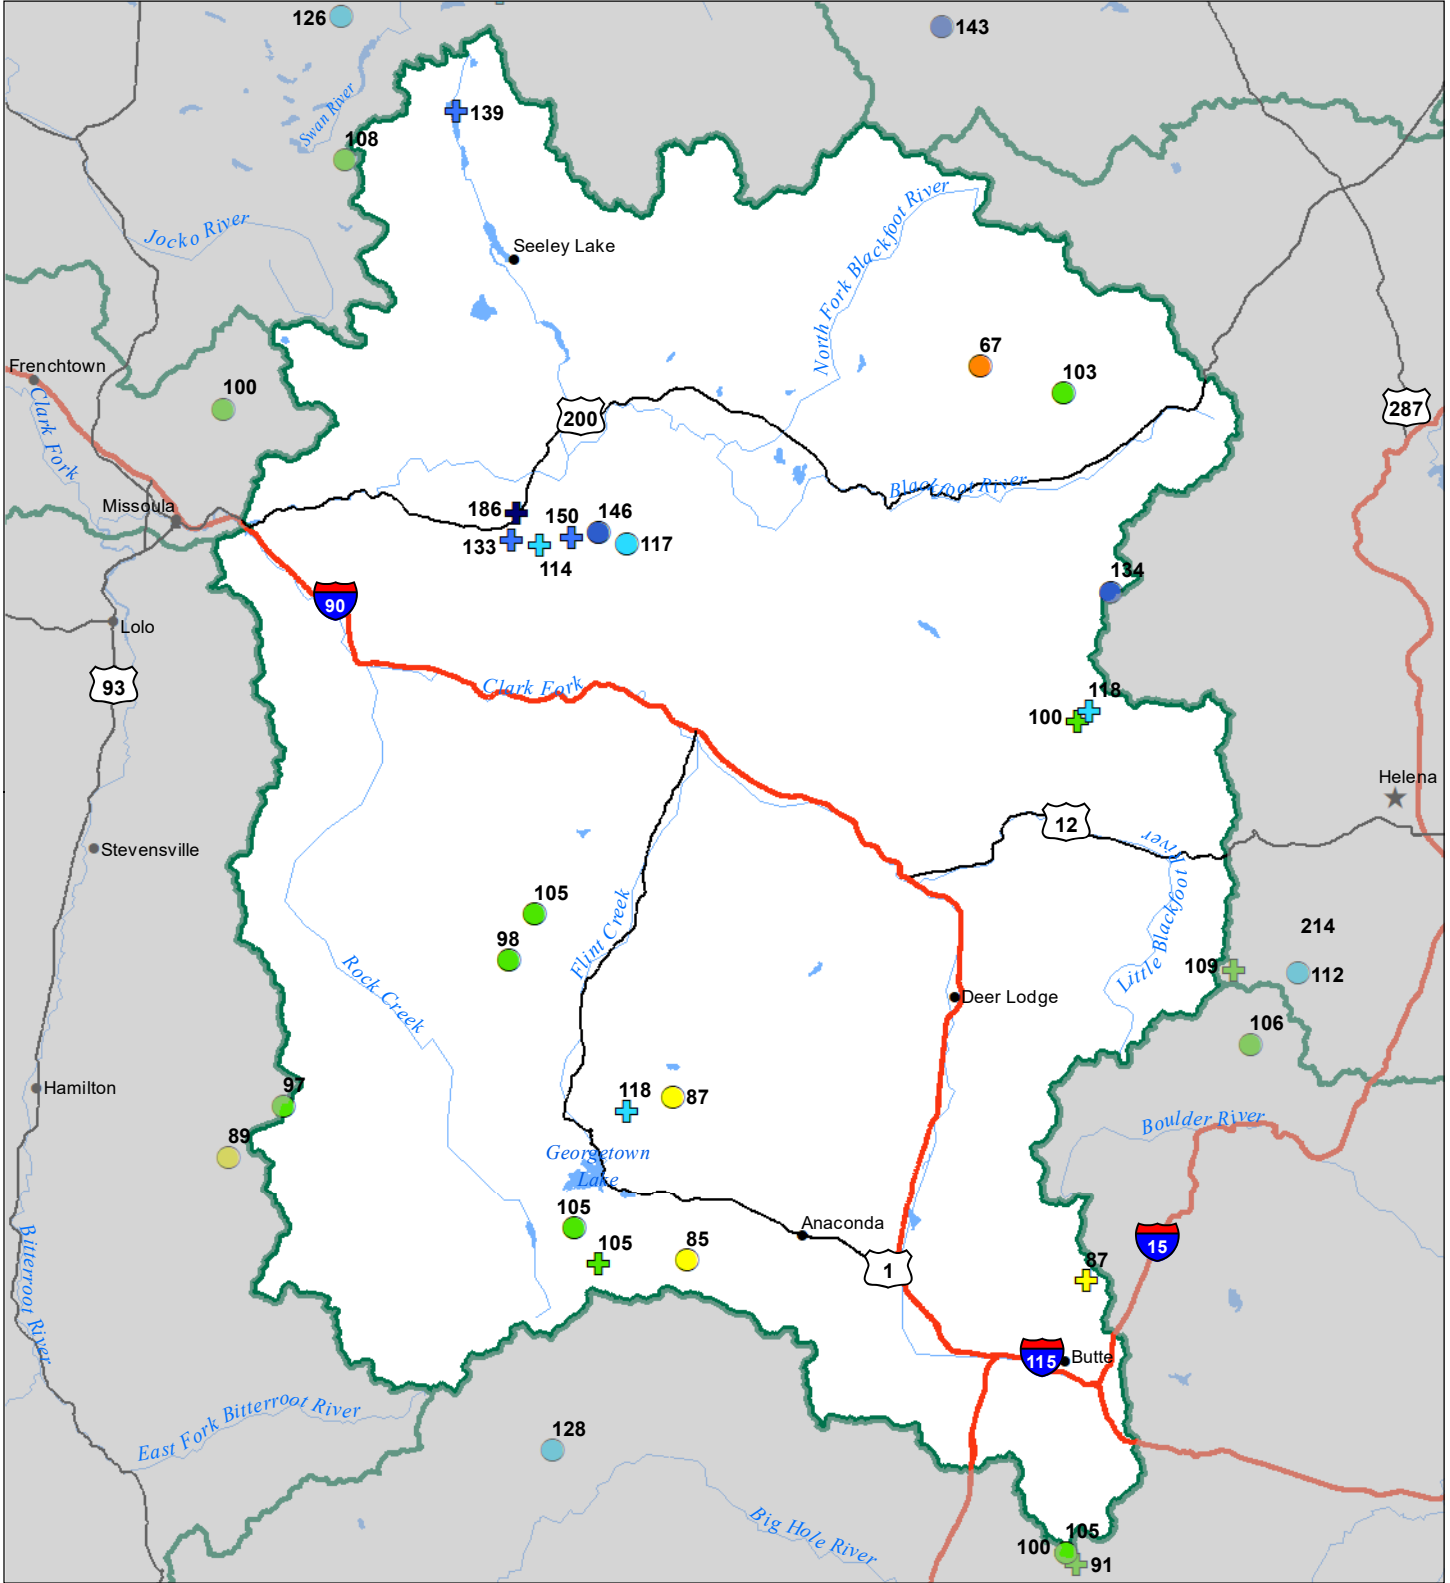 126
143
Swan River
139
108
Jocko River
Seeley Lake
North Fork Blackfoot River
Frenchtown
Clark Fork
100
67
103
200
287
Missoula
Blackfoot River
186
150
146
133
114
117
134
90
Lolo
93
Clark Fork
118
100
Helena
12
Stevensville
Little Blackfoot River
105
98
Flint Creek
Rock Creek
214
109
112
Deer Lodge
106
Hamilton
97
118
87
89
Boulder River
Georgetown
Lake
105
105
85
Anaconda
1
15
87
Bitterroot River
115
Butte
East Fork Bitterroot River
128
Big Hole River
105
100
91